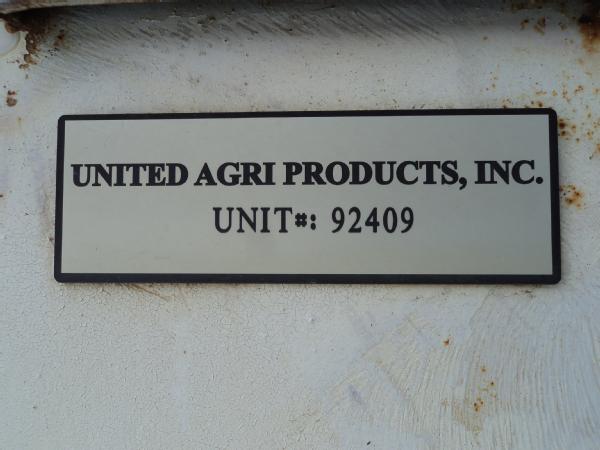 UNITED AGRI PRODUCTS, INC.
UNIT#: 92409